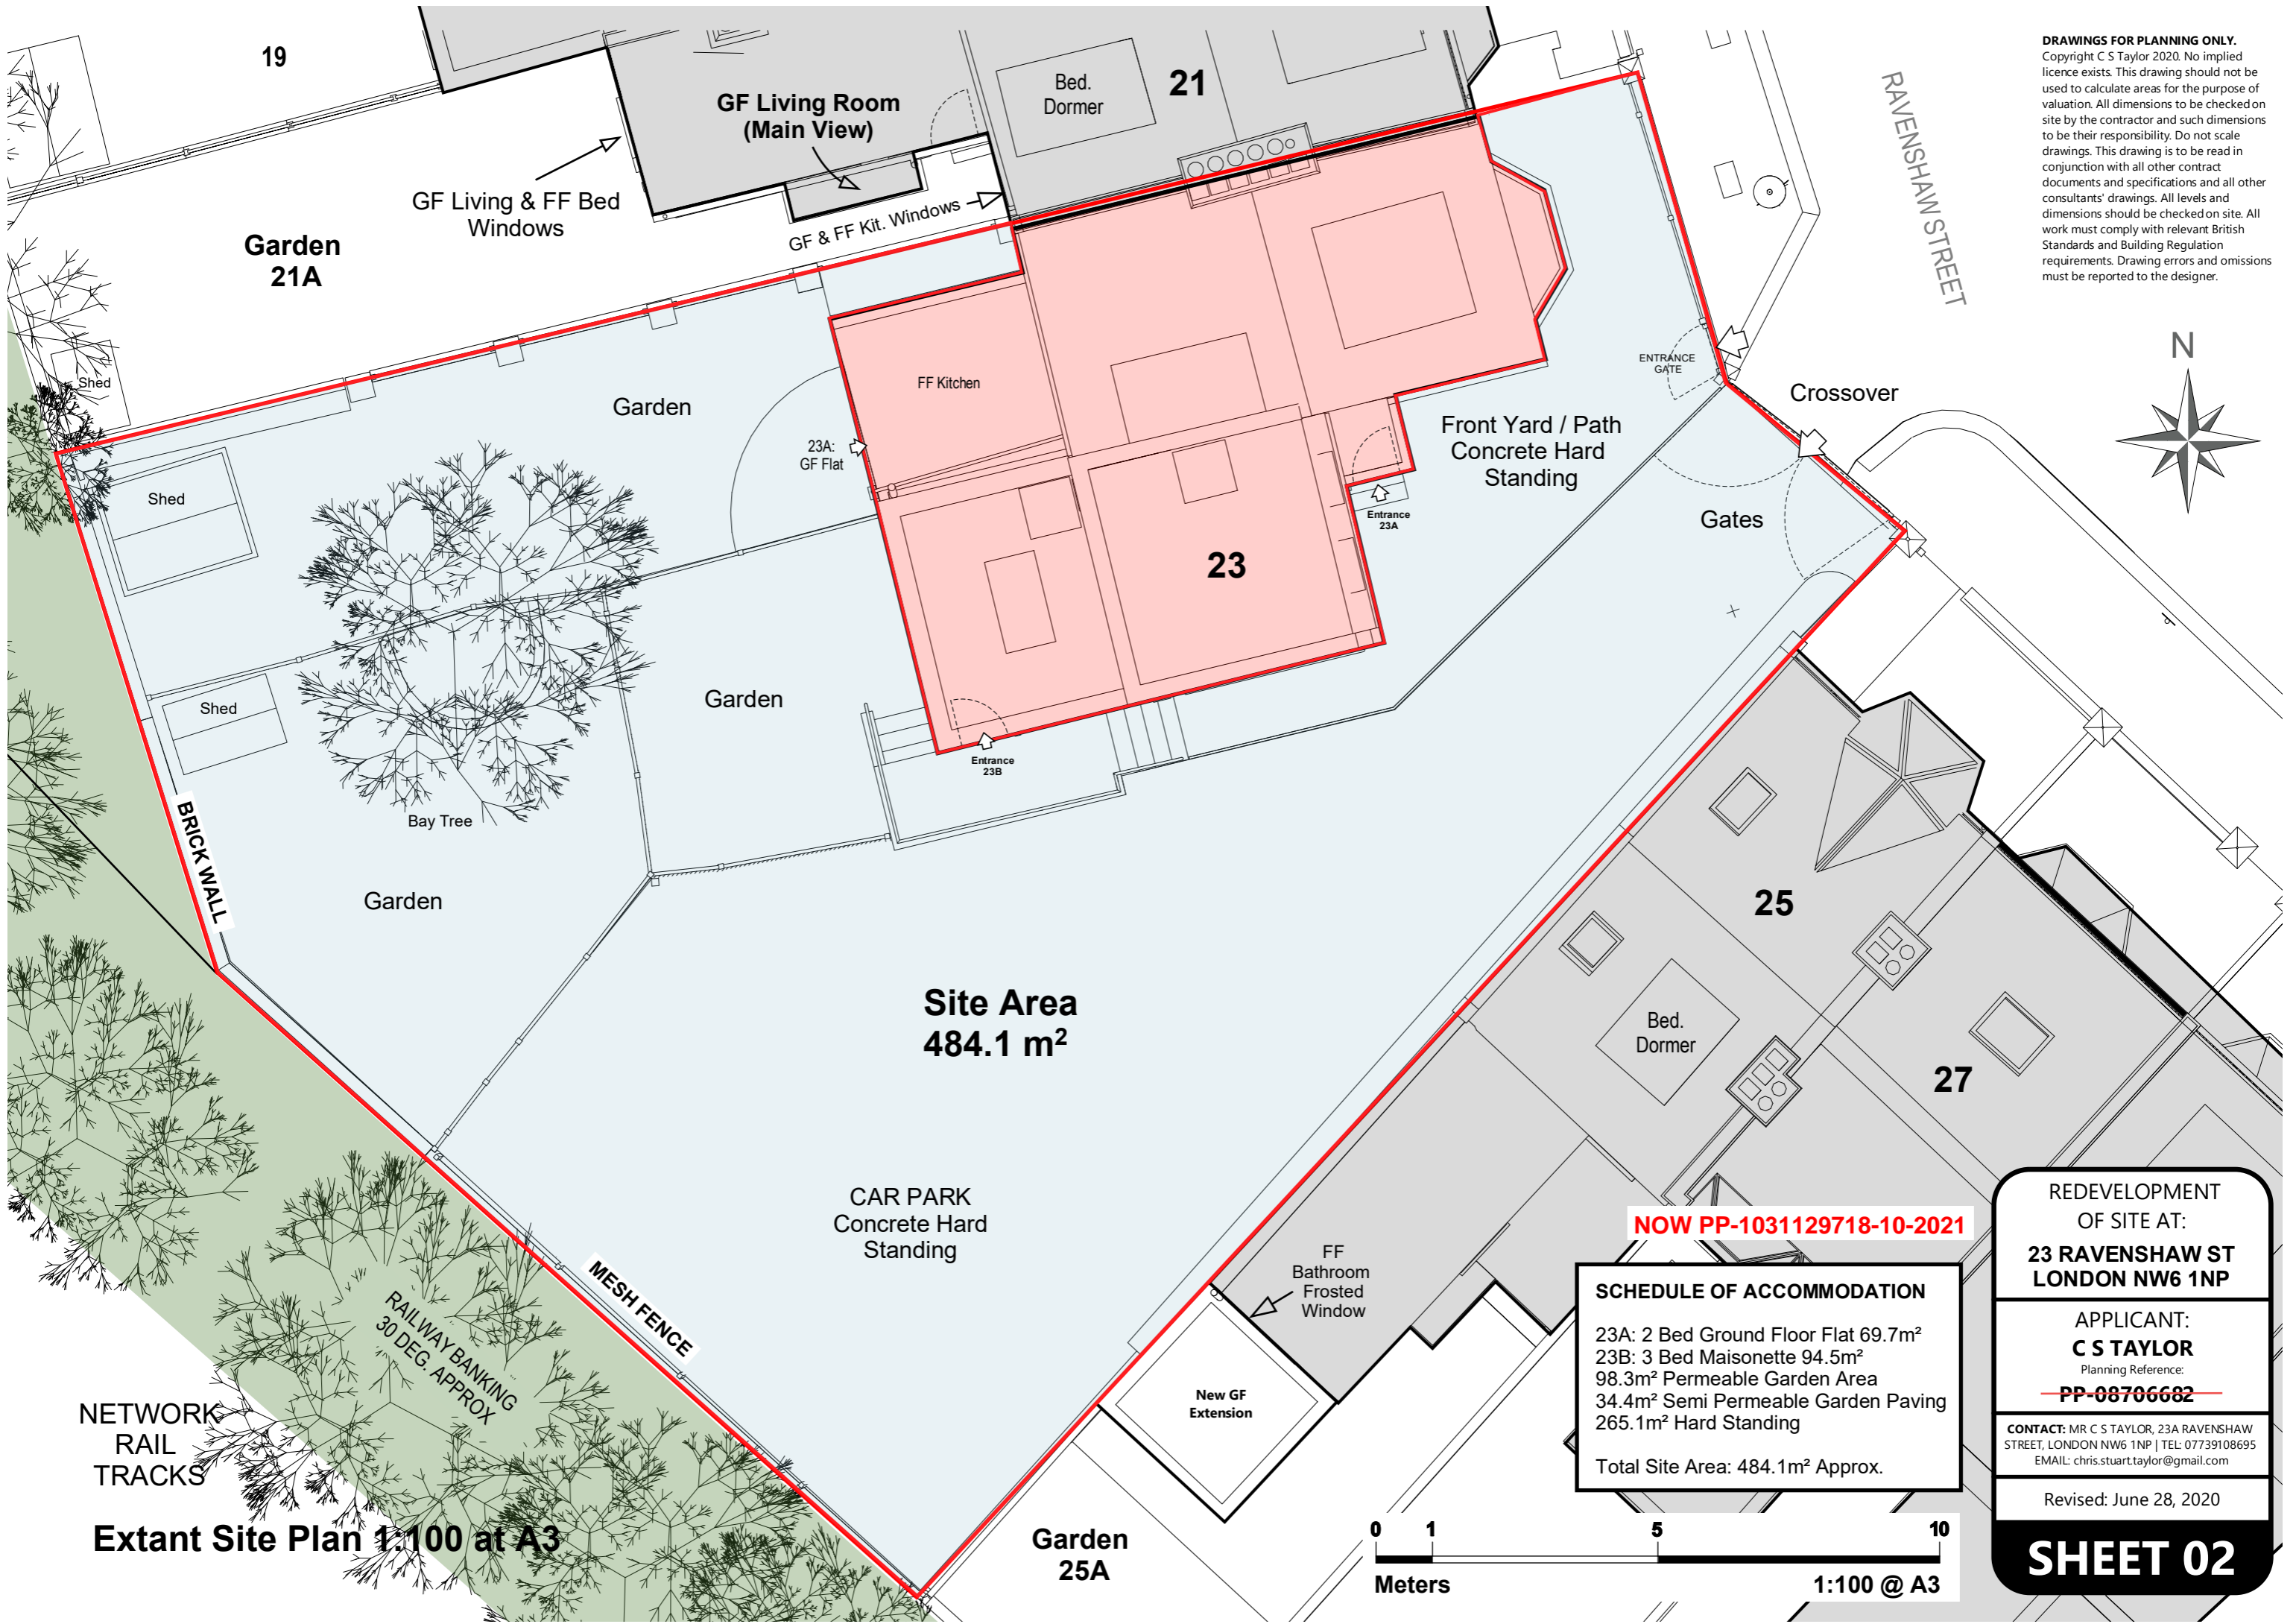 19
GF Living Room
(Main View)
Bed.
Dormer
21
GF Living & FF Bed
Windows
GF & FF Kit. Windows
Garden
21A
RAVENSHAW STREET
DRAWINGS FOR PLANNING ONLY.
Copyright C S Taylor 2020. No implied
licence exists. This drawing should not be
used to calculate areas for the purpose of
valuation. All dimensions to be checked on
site by the contractor and such dimensions
to be their responsibility. Do not scale
drawings. This drawing is to be read in
conjunction with all other contract
documents and specifications and all other
consultants' drawings. All levels and
dimensions should be checked on site. All
work must comply with relevant British
Standards and Building Regulation
requirements. Drawing errors and omissions
must be reported to the designer.
N
Shed
Garden
FF Kitchen
23A:
GF Flat
ENTRANCE
GATE
Crossover
Front Yard / Path
Concrete Hard
Standing
Gates
Entrance
23A
Shed
23
Shed
Garden
Entrance
23B
Bay Tree
BRICK WALL
Garden
25
Site Area
484.1 m²
Bed.
Dormer
27
CAR PARK
Concrete Hard
Standing
MESH FENCE
RAILWAY BANKING
30 DEG. APPROX
FF
Bathroom
Frosted
Window
New GF
Extension
NETWORK
RAIL
TRACKS
Garden
25A
Extant Site Plan 1:100 at A3
NOW PP-1031129718-10-2021
SCHEDULE OF ACCOMMODATION
23A: 2 Bed Ground Floor Flat 69.7m²
23B: 3 Bed Maisonette 94.5m²
98.3m² Permeable Garden Area
34.4m² Semi Permeable Garden Paving
265.1m² Hard Standing
Total Site Area: 484.1m² Approx.
0 1 5 10
Meters 1:100 @ A3
REDEVELOPMENT
OF SITE AT:
23 RAVENSHAW ST
LONDON NW6 1NP
APPLICANT:
C S TAYLOR
Planning Reference:
PP-08706682
CONTACT: MR C S TAYLOR, 23A RAVENSHAW
STREET, LONDON NW6 1NP | TEL: 07739108695
EMAIL: chris.stuart.taylor@gmail.com
Revised: June 28, 2020
SHEET 02